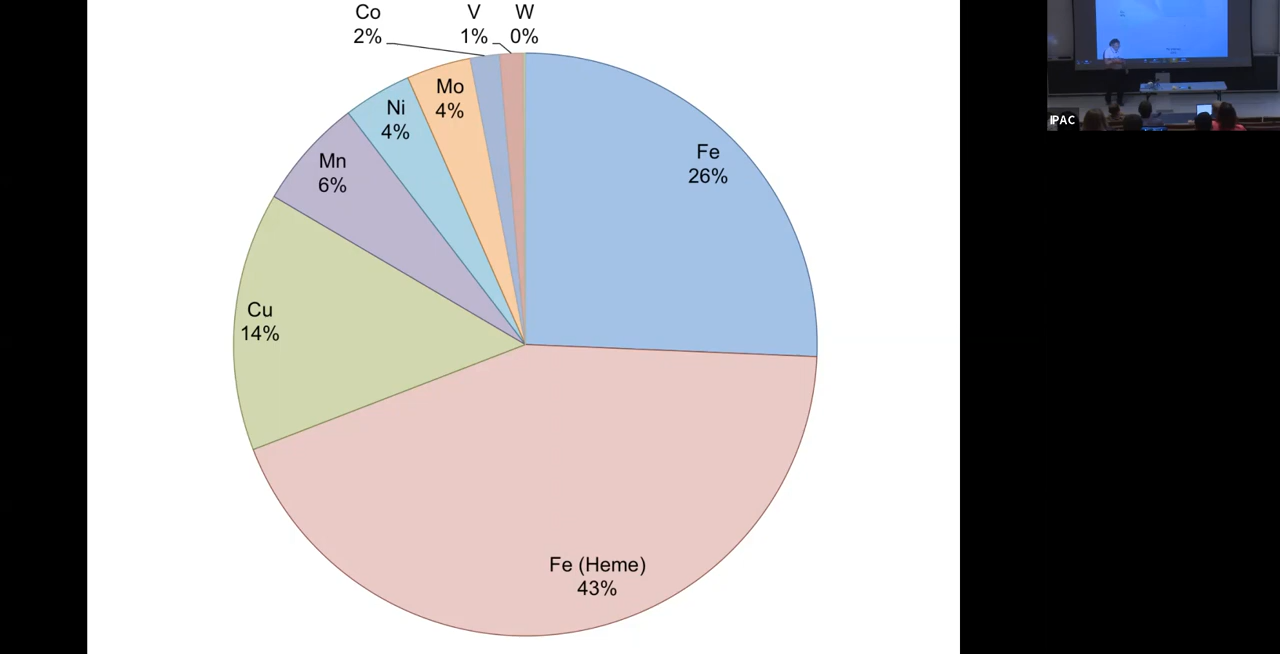 Co
2%
V
1%
W
0%
Mo
4%
Ni
4%
Mn
6%
Fe
26%
Cu
14%
Fe (Heme)
43%
IPAC